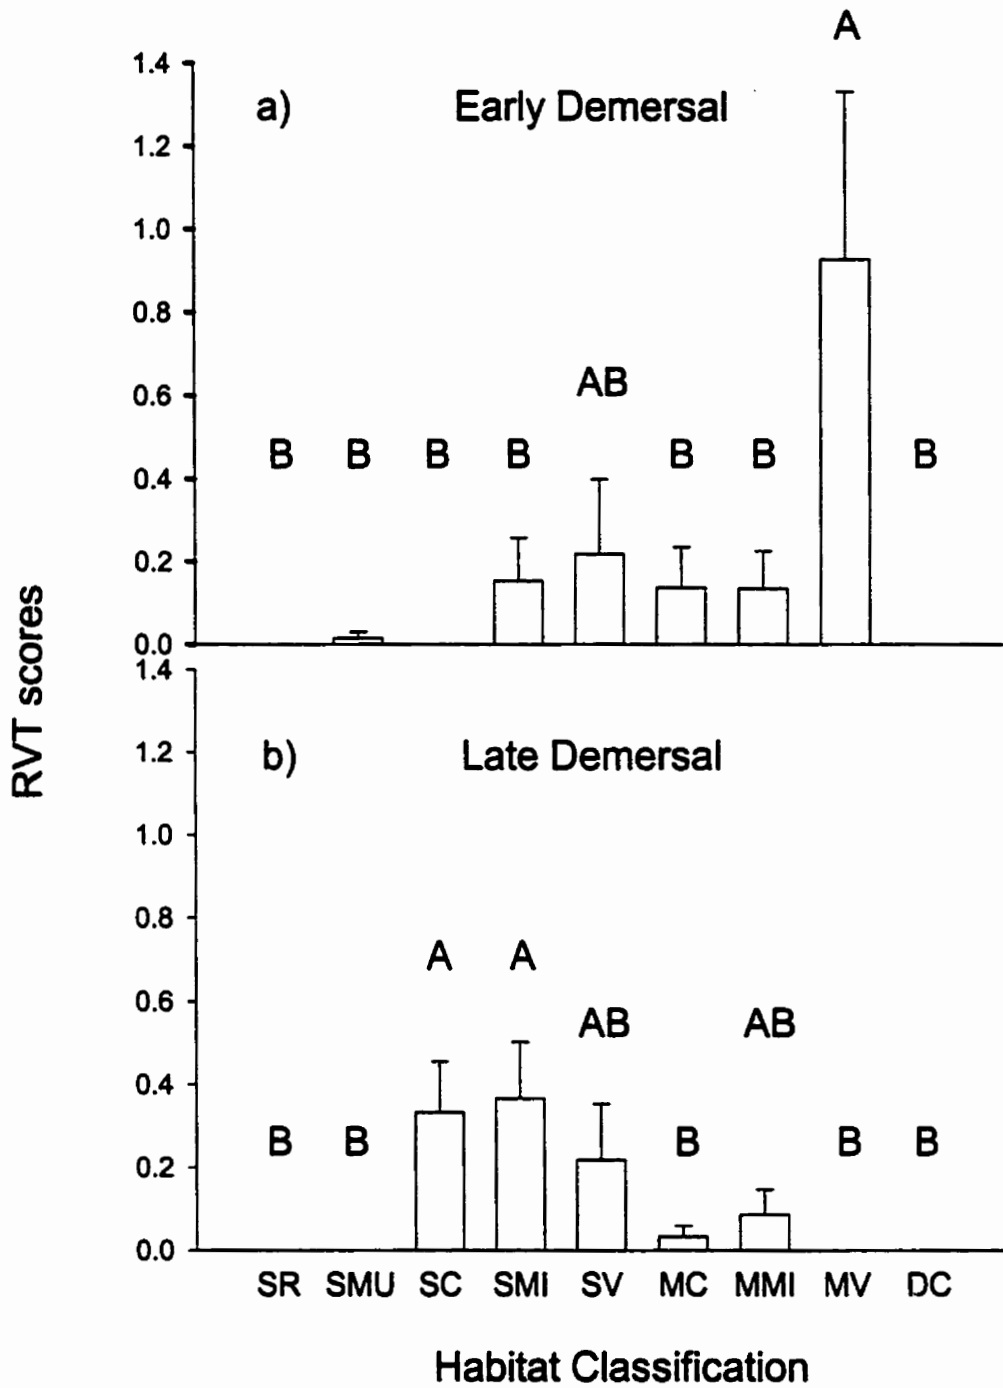 A
1.4
a) Early Demersal
1.2
1.0
0.8
0.6
AB
B B B B B B B
0.4
0.2
0.0
RVT scores
1.4
b) Late Demersal
1.2
1.0
0.8
A A
0.6
AB AB
0.4
B B B B B
0.2
0.0
SR SMU SC SMI SV MC MMI MV DC
Habitat Classification